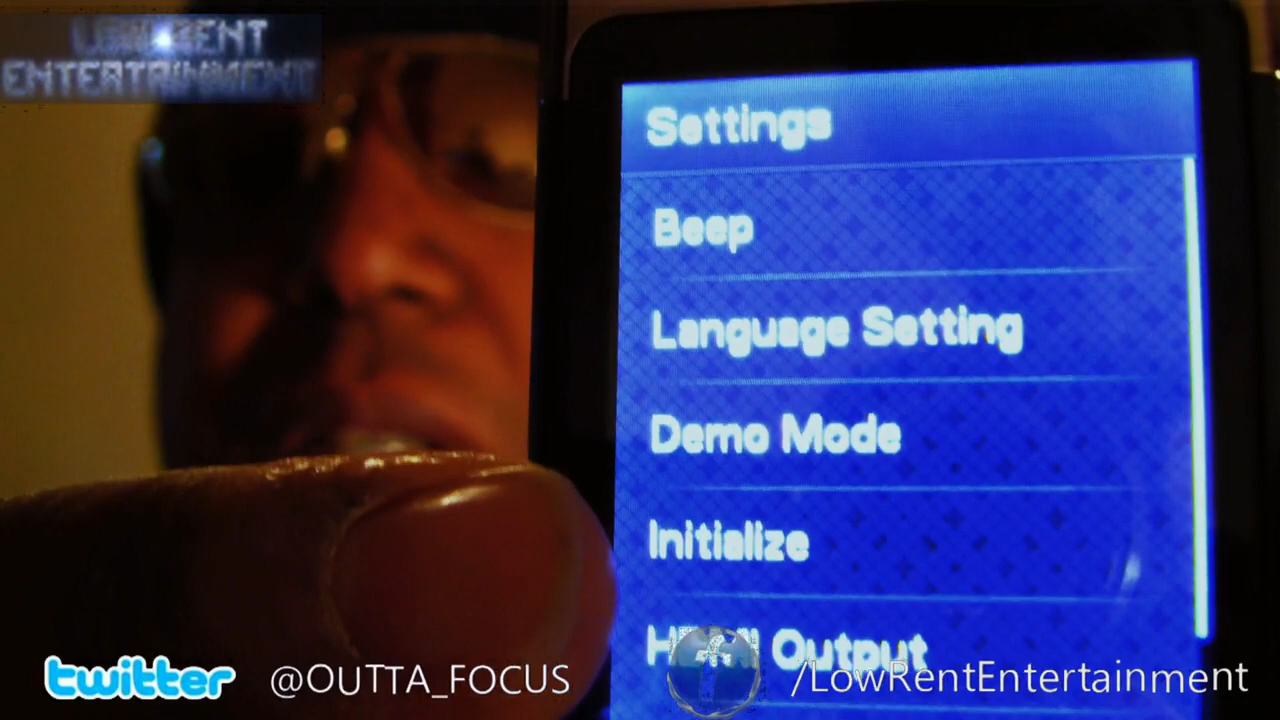 LOW RENT
ENTERTAINMENT
Settings
Beep
Language Setting
Demo Mode
Initialize
Output
twitter @OUTTA_FOCUS f /LowRentEntertainment